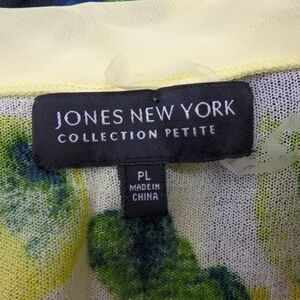 JONES NEW YORK
COLLECTION PETITE
PL
MADE IN
CHINA